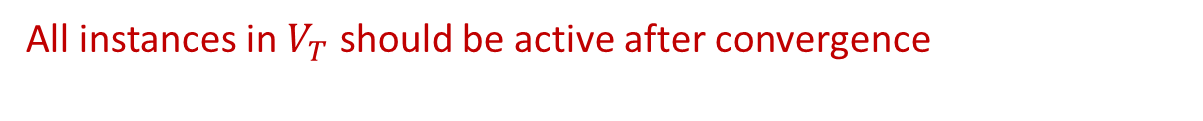 All instances in V_T should be active after convergence